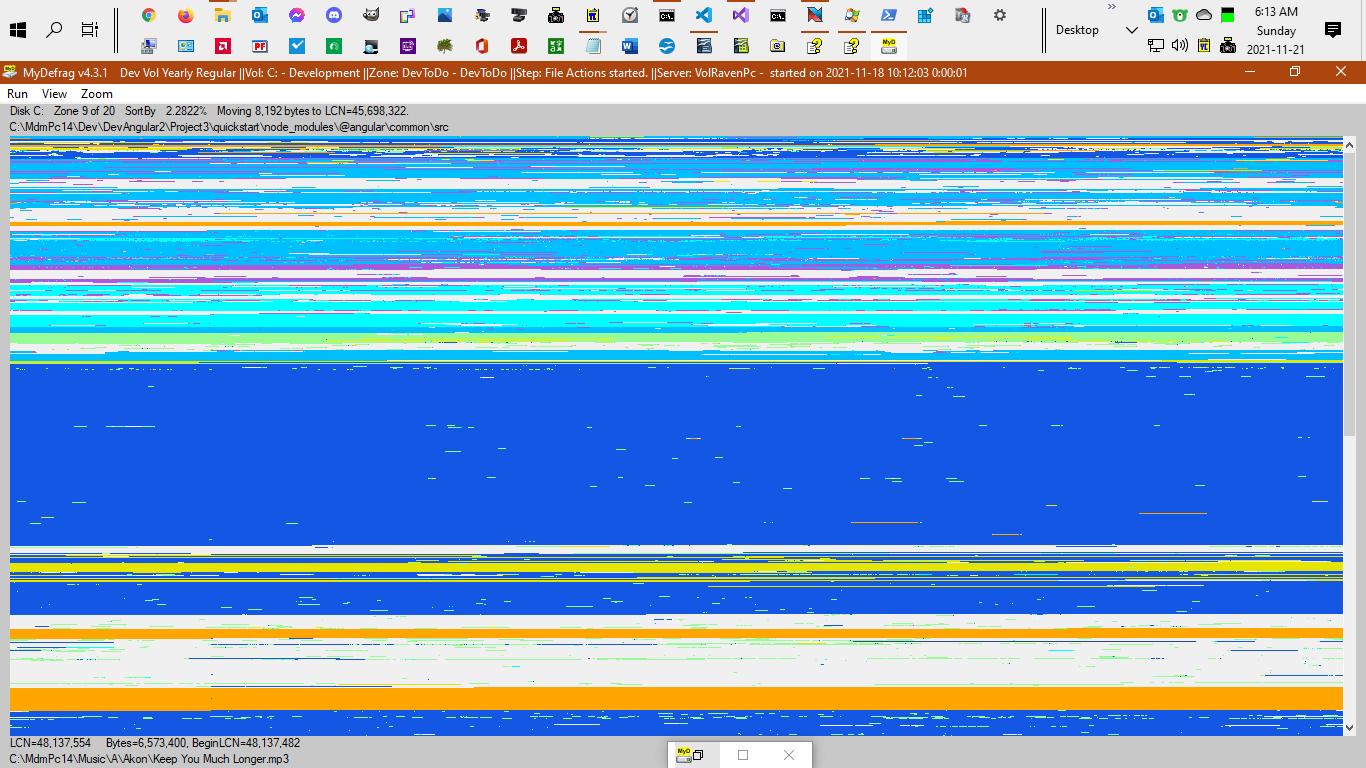 6:13 AM
Desktop
Sunday
2021-11-21
MyDefrag v4.3.1 Dev Vol Yearly Regular ||Vol: C: - Development ||Zone: DevToDo - DevToDo ||Step: File Actions started. ||Server: VolRavenPc - started on 2021-11-18 10:12:03 0:00:01
Run View Zoom
Disk C: Zone 9 of 20 SortBy 2.2822% Moving 8,192 bytes to LCN=45,698,322.
C:\MdmPc14\Dev\DevAngular2\Project3\quickstart\node_modules\@angular\common\src
LCN=48,137,554 Bytes=6,573,400, BeginLCN=48,137,482
C:\MdmPc14\Music\A\Akon\Keep You Much Longer.mp3
MyD